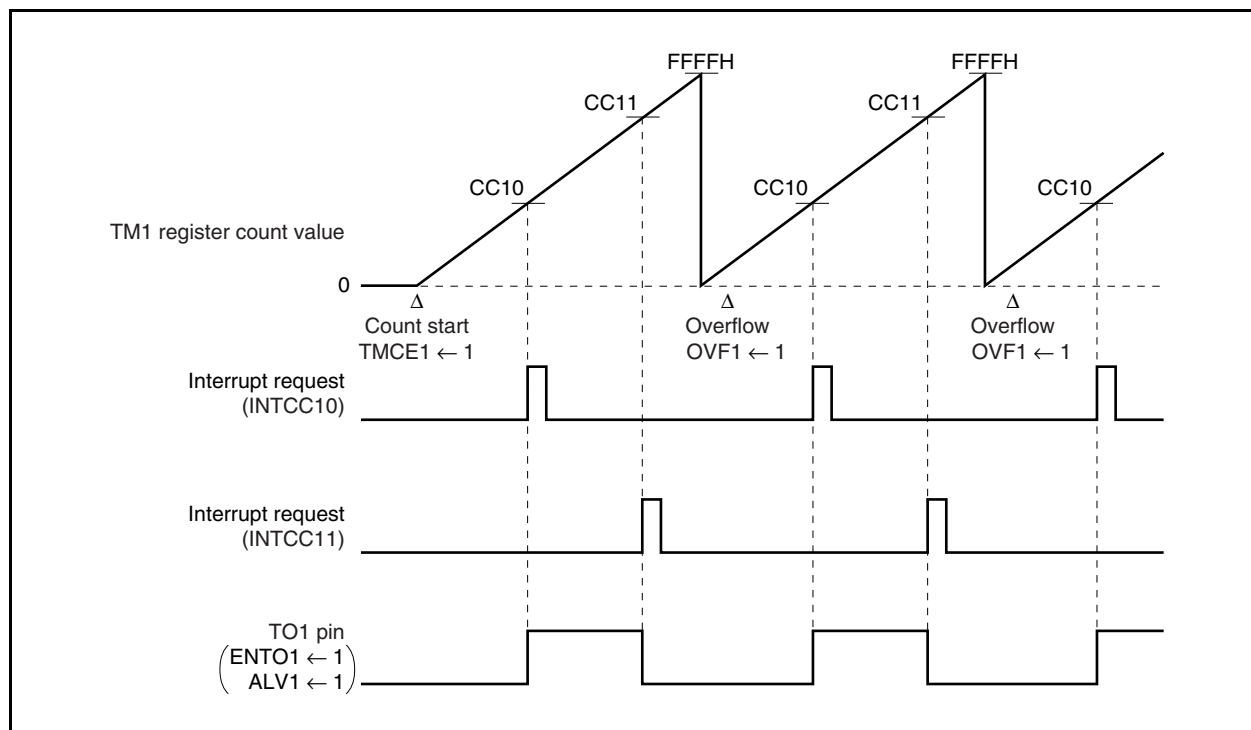 FFFFH
FFFFH
CC11
CC11
CC10
CC10
CC10
TM1 register count value
0
Δ
Δ
Δ
Count start
TMCE1 ← 1
Overflow
OVF1 ← 1
Overflow
OVF1 ← 1
Interrupt request
(INTCC10)
Interrupt request
(INTCC11)
TO1 pin
(ENTO1 ← 1
ALV1 ← 1)